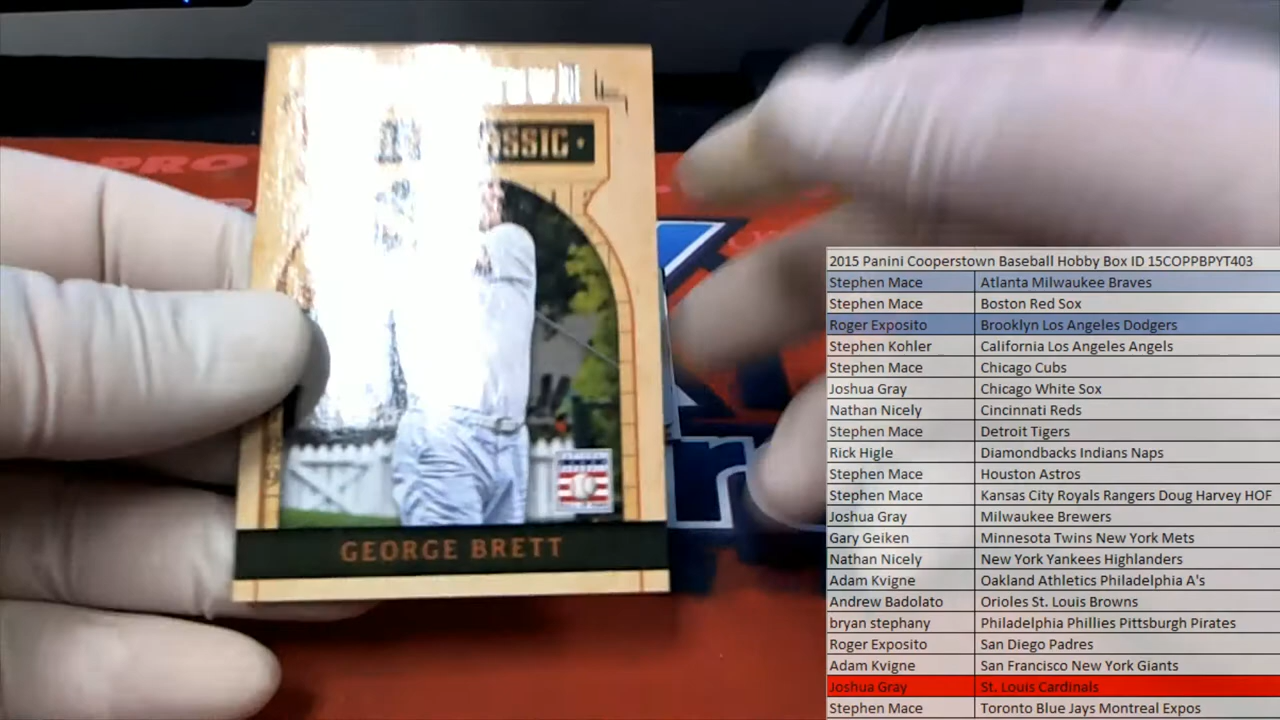 PRO
GEORGE BRETT
2015 Panini Cooperstown Baseball Hobby Box ID 15COPPBPYT403
Stephen Mace Atlanta Milwaukee Braves
Stephen Mace Boston Red Sox
Roger Exposito Brooklyn Los Angeles Dodgers
Stephen Kohler California Los Angeles Angels
Stephen Mace Chicago Cubs
Joshua Gray Chicago White Sox
Nathan Nicely Cincinnati Reds
Stephen Mace Detroit Tigers
Rick Higle Diamondbacks Indians Naps
Stephen Mace Houston Astros
Stephen Mace Kansas City Royals Rangers Doug Harvey HOF
Joshua Gray Milwaukee Brewers
Gary Geiken Minnesota Twins New York Mets
Nathan Nicely New York Yankees Highlanders
Adam Kvigne Oakland Athletics Philadelphia A's
Andrew Badolato Orioles St. Louis Browns
bryan stephany Philadelphia Phillies Pittsburgh Pirates
Roger Exposito San Diego Padres
Adam Kvigne San Francisco New York Giants
Joshua Gray St. Louis Cardinals
Stephen Mace Toronto Blue Jays Montreal Expos